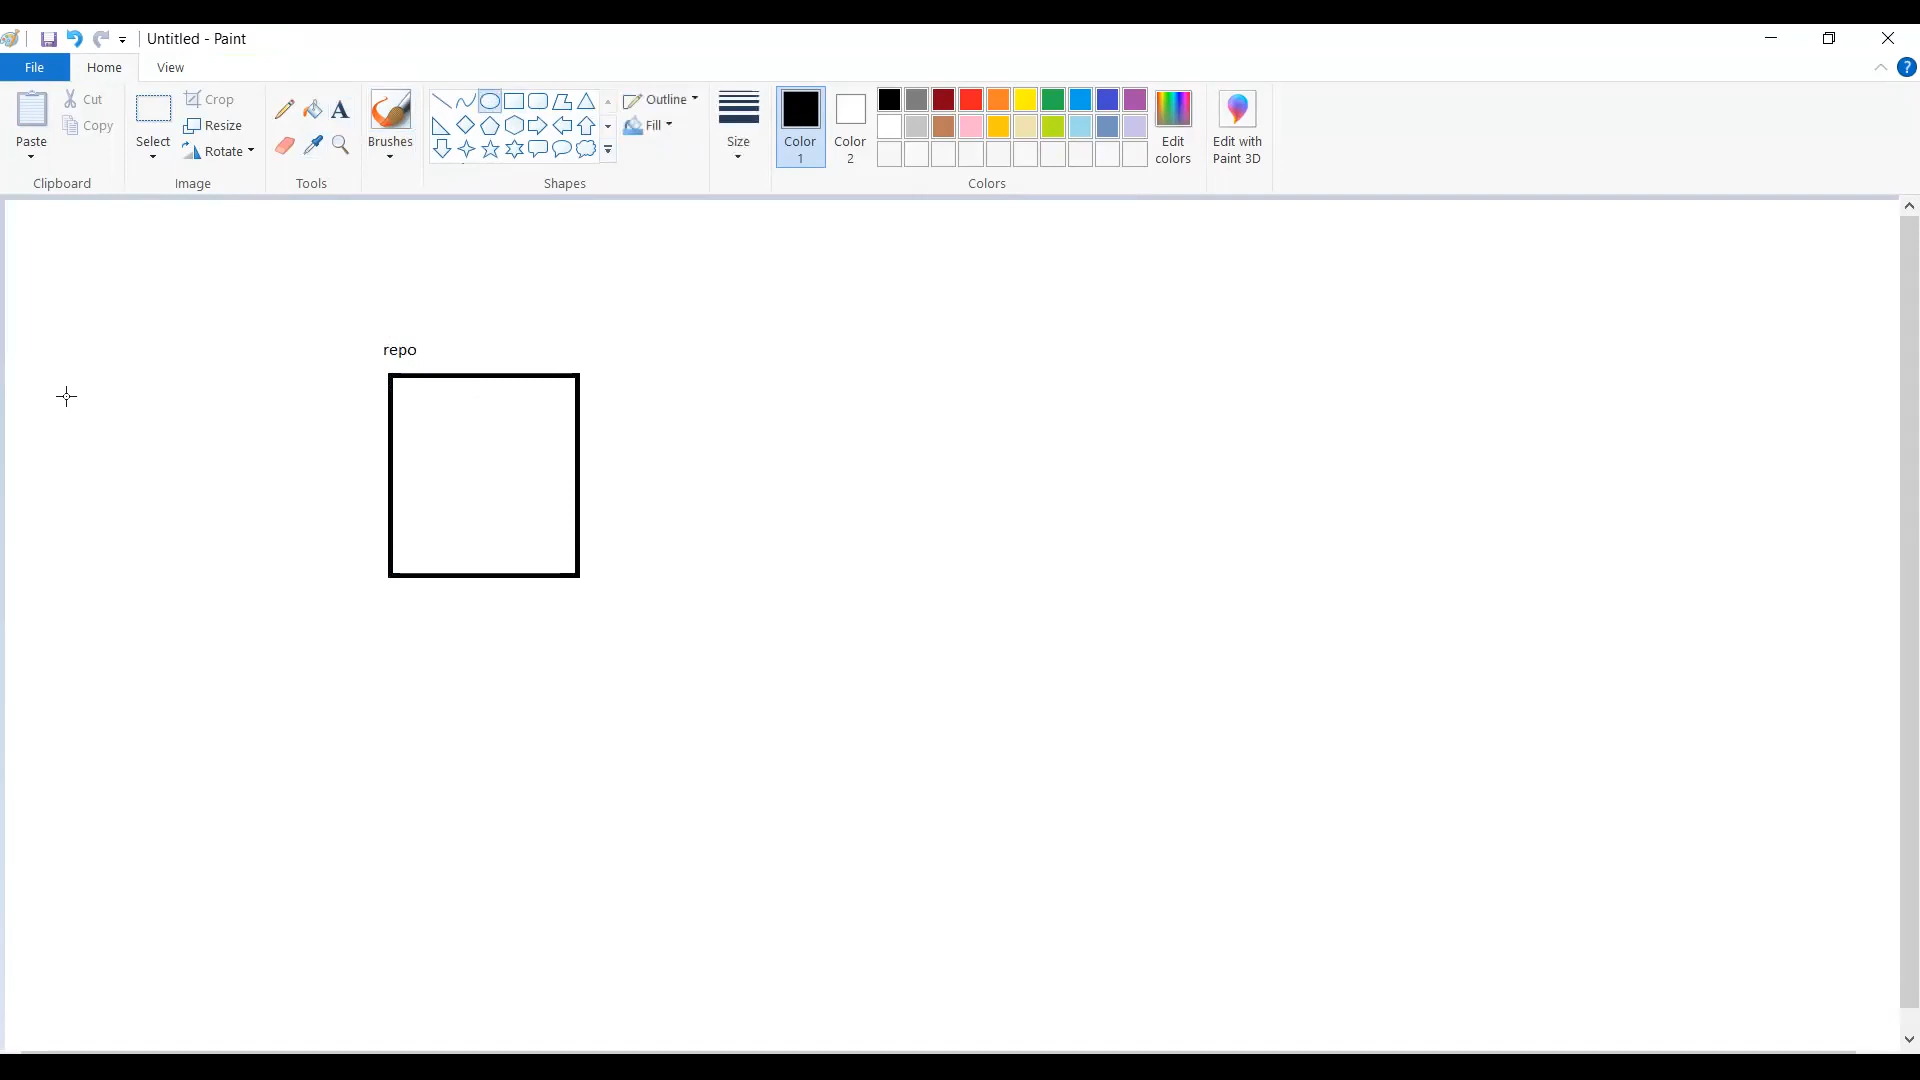 Untitled - Paint
File Home View
Paste
Cut
Copy
Clipboard
Select
Crop
Resize
Rotate
Image
A
Tools
Brushes
Shapes
Outline
Fill
Size
Color 1
Color 2
Edit colors
Colors
Edit with Paint 3D
?
repo